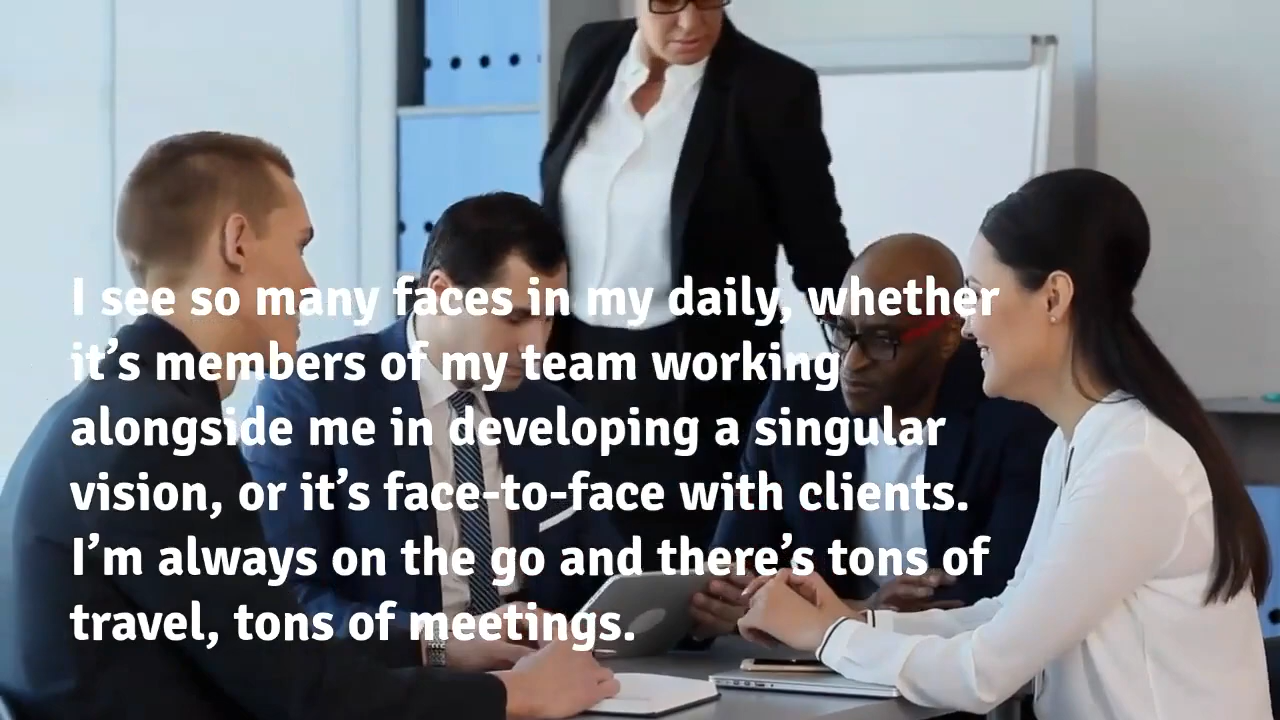 I see so many faces in my daily, whether
it’s members of my team working
alongside me in developing a singular
vision, or it’s face-to-face with clients.
I’m always on the go and there’s tons of
travel, tons of meetings.